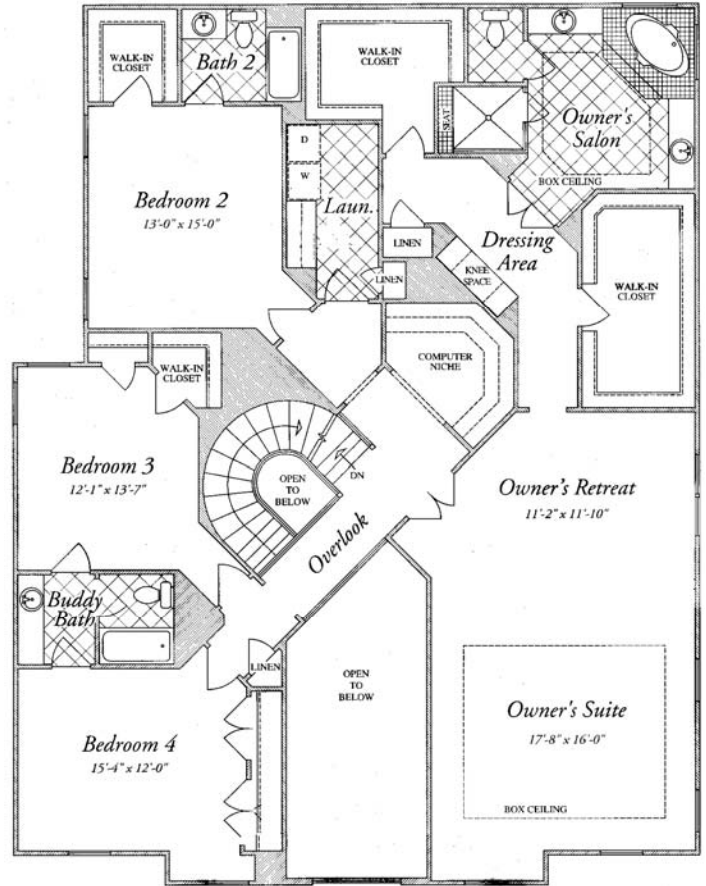 WALK-IN
CLOSET
Bath 2
WALK-IN
CLOSET
SEAT
Owner's
Salon
BOX CEILING
D
W
Laun.
Bedroom 2
13'-0" x 15'-0"
LINEN
LINEN
Dressing
Area
KNEE
SPACE
WALK-IN
CLOSET
COMPUTER
NICHE
WALK-IN
CLOSET
Bedroom 3
12'-1" x 13'-7"
OPEN
TO
BELOW
DN
Overlook
Owner's Retreat
11'-2" x 11'-10"
Buddy
Bath
LINEN
OPEN
TO
BELOW
Bedroom 4
15'-4" x 12'-0"
Owner's Suite
17'-8" x 16'-0"
BOX CEILING